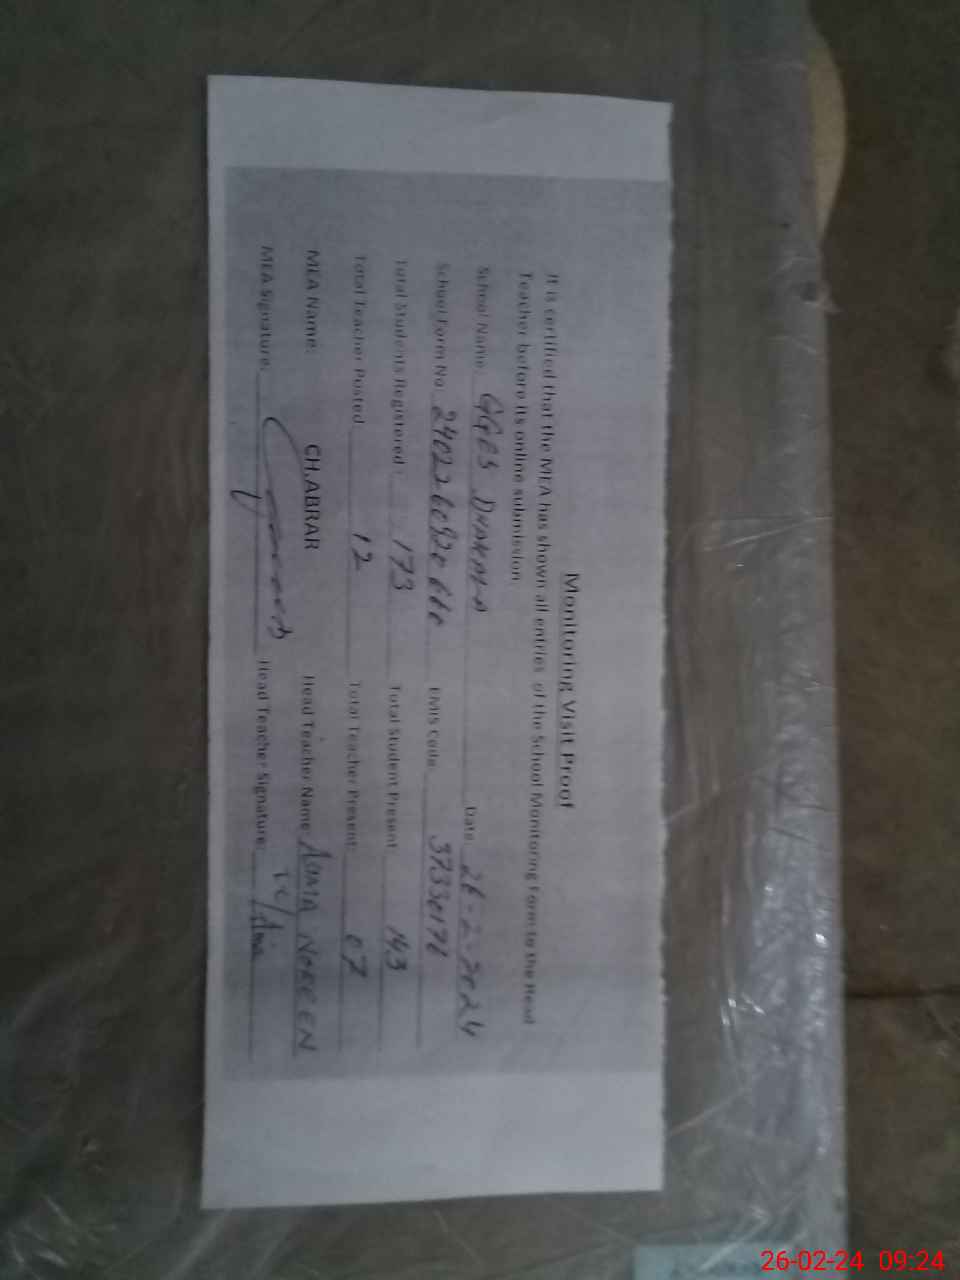 Monitoring Visit Proof
It is certified that the MEA has shown all entries of the School Monitoring Form to the Head
Teacher before its online submission
School Name: GGES Date: 26-2-2024
School Form No. EMIS Code: 37330176
Total Students Registered: 173 Total Student Present: 143
Total Teacher Posted 12 Total Teacher Present: 07
MEA Name: CH.ABRAR Head Teacher Name: ASMA NOREEN
MEA Signature: Head Teacher Signature:
26-02-24 09:24